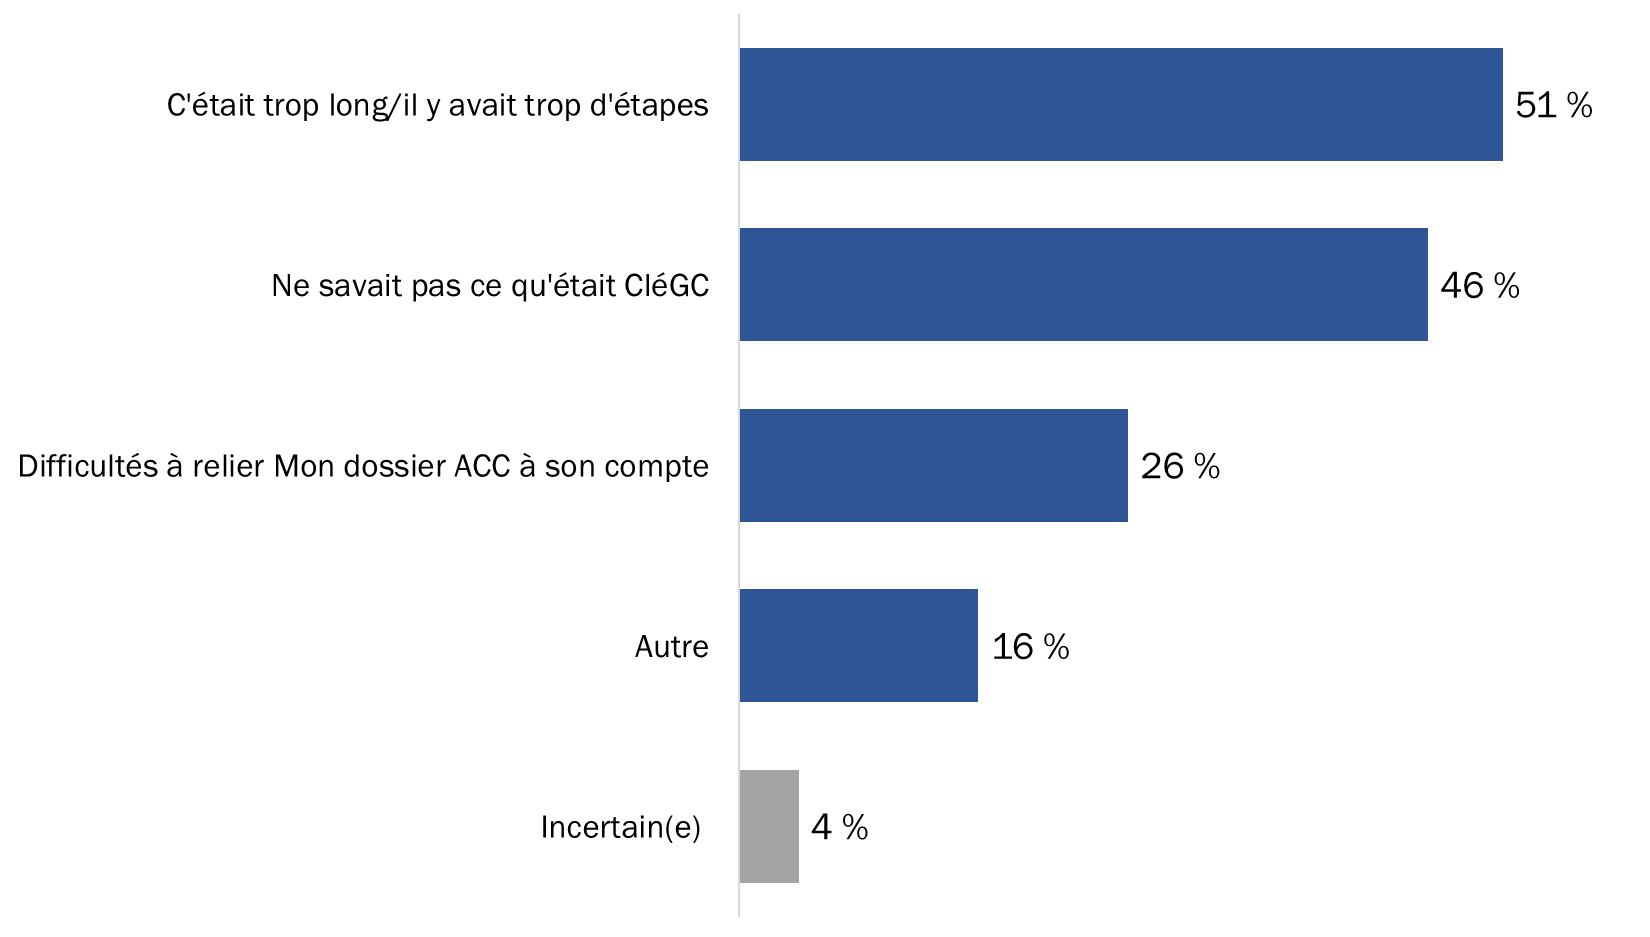 C'était trop long/il y avait trop d'étapes 51 %
Ne savait pas ce qu'était CléGC 46 %
Difficultés à relier Mon dossier ACC à son compte 26 %
Autre 16 %
Incertain(e) 4 %